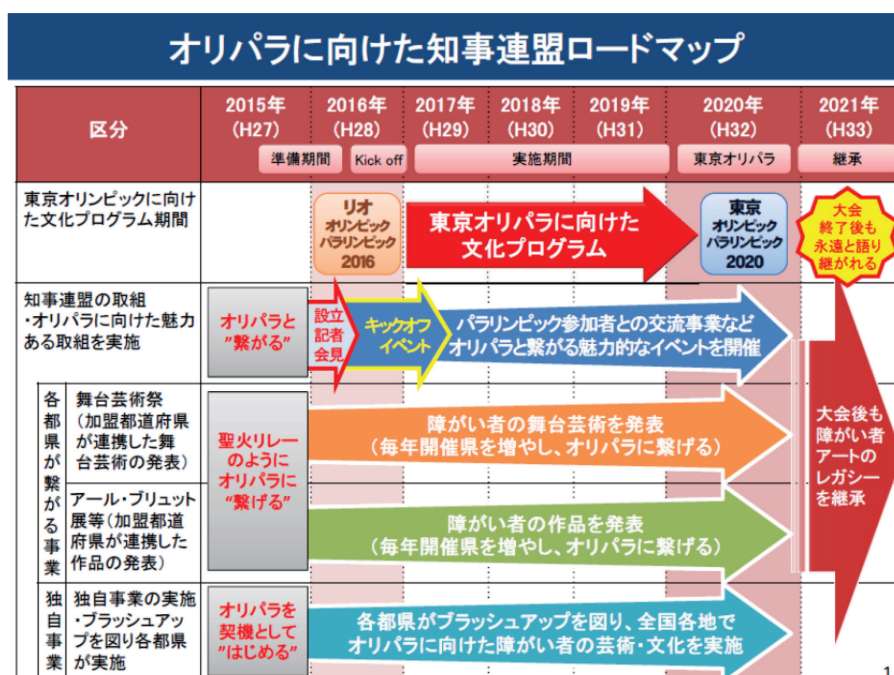 オリパラに向けた知事連盟ロードマップ
区分
2015年
(H27)
2016年
(H28)
2017年
(H29)
2018年
(H30)
2019年
(H31)
2020年
(H32)
2021年
(H33)
準備期間
Kick off
実施期間
東京オリパラ
継承
東京オリンピックに向け
た文化プログラム期間
リオ
オリンピック
パラリンピック
2016
東京オリパラに向けた
文化プログラム
東京
オリンピック
パラリンピック
2020
大会
終了後も
永遠と語り
継がれる
知事連盟の取組
・オリパラに向けた魅力
ある取組を実施
オリパラと
”繋がる”
設立
記者
会見
キックオフ
イベント
パラリンピック参加者との交流事業など
オリパラと繋がる魅力的なイベントを開催
各都県が繋がる事業
舞台芸術祭
(加盟都道府県
が連携した舞
台芸術の発表)
聖火リレー
のように
オリパラに
”繋げる”
障がい者の舞台芸術を発表
(毎年開催県を増やし、オリパラに繋げる)
大会後も
障がい者
アートの
レガシー
を継承
アール・ブリュット
展等(加盟都道
府県が連携した
作品の発表)
障がい者の作品を発表
(毎年開催県を増やし、オリパラに繋げる)
独自事業
独自事業の実施
・ブラッシュアッ
プを図り各都県
が実施
オリパラを
契機として
”はじめる”
各都県がブラッシュアップを図り、全国各地で
オリパラに向けた障がい者の芸術・文化を実施
1